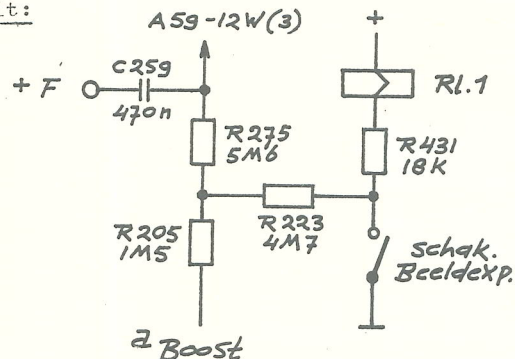 t:
A59-12W(3)
+
+ F
C259
470n
Rl.1
R275
5M6
R431
18K
R223
4M7
R205
1M5
schak.
Beeldexp.
a Boost